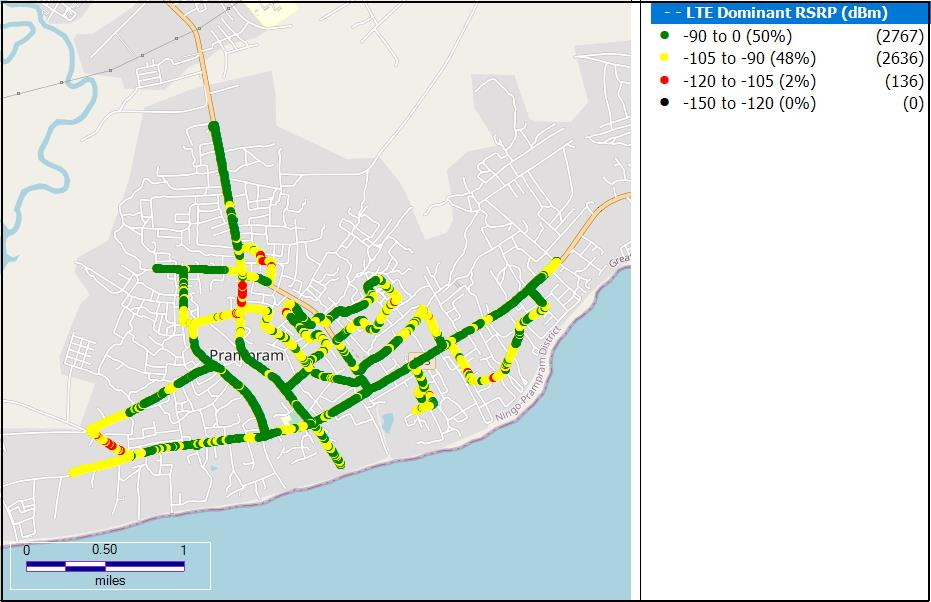 - - LTE Dominant RSRP (dBm)
-90 to 0 (50%) (2767)
-105 to -90 (48%) (2636)
-120 to -105 (2%) (136)
-150 to -120 (0%) (0)
Grea
Prampram
Ningo-Prampram District
0 0.50 1
miles